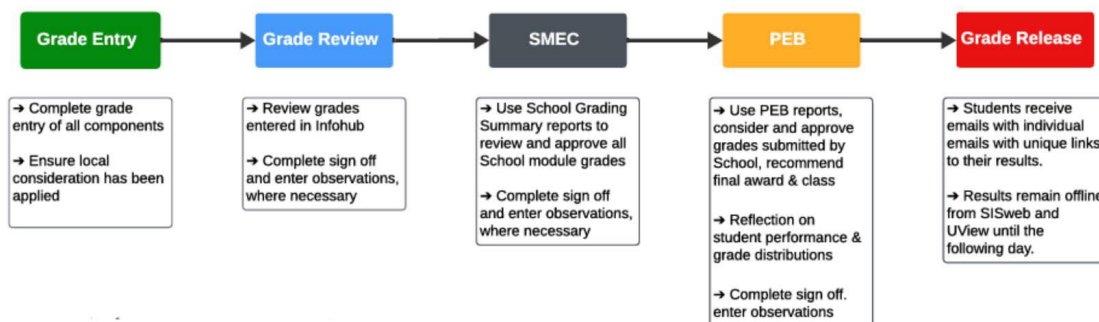 Grade Entry
Grade Review
SMEC
PEB
Grade Release
→ Complete grade
entry of all components
→ Ensure local
consideration has been
applied
→ Review grades
entered in Infohub
→ Complete sign off
and enter observations,
where necessary
→ Use School Grading
Summary reports to
review and approve all
School module grades
→ Complete sign off
and enter observations,
where necessary
→ Use PEB reports,
consider and approve
grades submitted by
School, recommend
final award & class
→ Reflection on
student performance &
grade distributions
→ Complete sign off.
enter observations
→ Students receive
emails with individual
emails with unique links
to their results.
→ Results remain offline
from SISweb and
UView until the
following day.